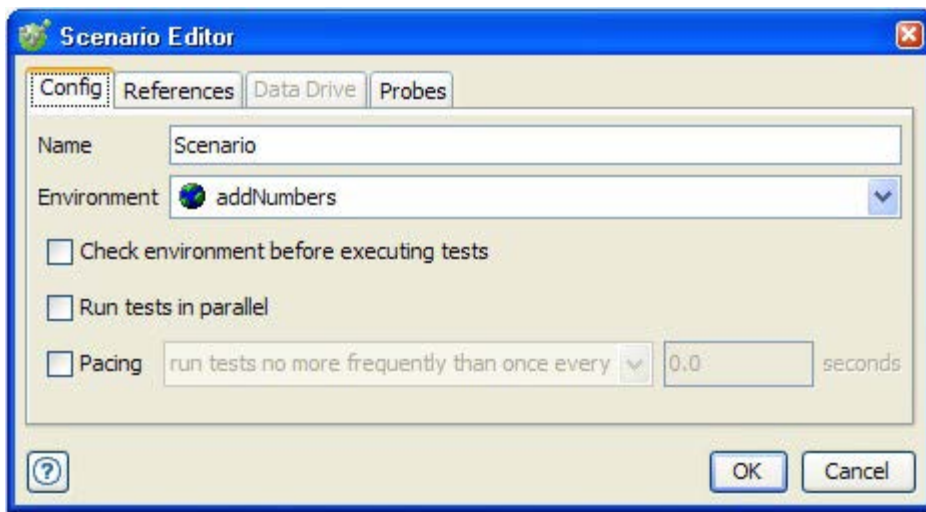 Scenario Editor
Config References Data Drive Probes
Name Scenario
Environment addNumbers
Check environment before executing tests
Run tests in parallel
Pacing run tests no more frequently than once every 0.0 seconds
? OK Cancel